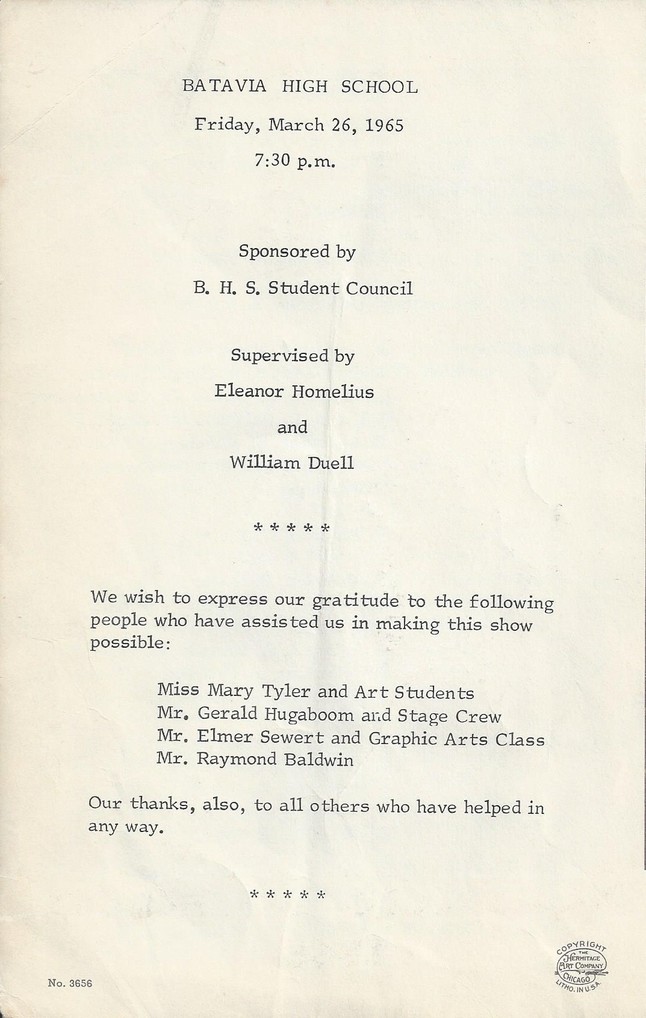 BATAVIA HIGH SCHOOL
Friday, March 26, 1965
7:30 p.m.
Sponsored by
B. H. S. Student Council
Supervised by
Eleanor Homelius
and
William Duell
* * * * *
We wish to express our gratitude to the following
people who have assisted us in making this show
possible:
Miss Mary Tyler and Art Students
Mr. Gerald Hugaboom and Stage Crew
Mr. Elmer Sewert and Graphic Arts Class
Mr. Raymond Baldwin
Our thanks, also, to all others who have helped in
any way.
* * * * *
No. 3656
COPYRIGHT
THE
HERMITAGE
ART COMPANY
CHICAGO
LITHO. IN U.S.A.